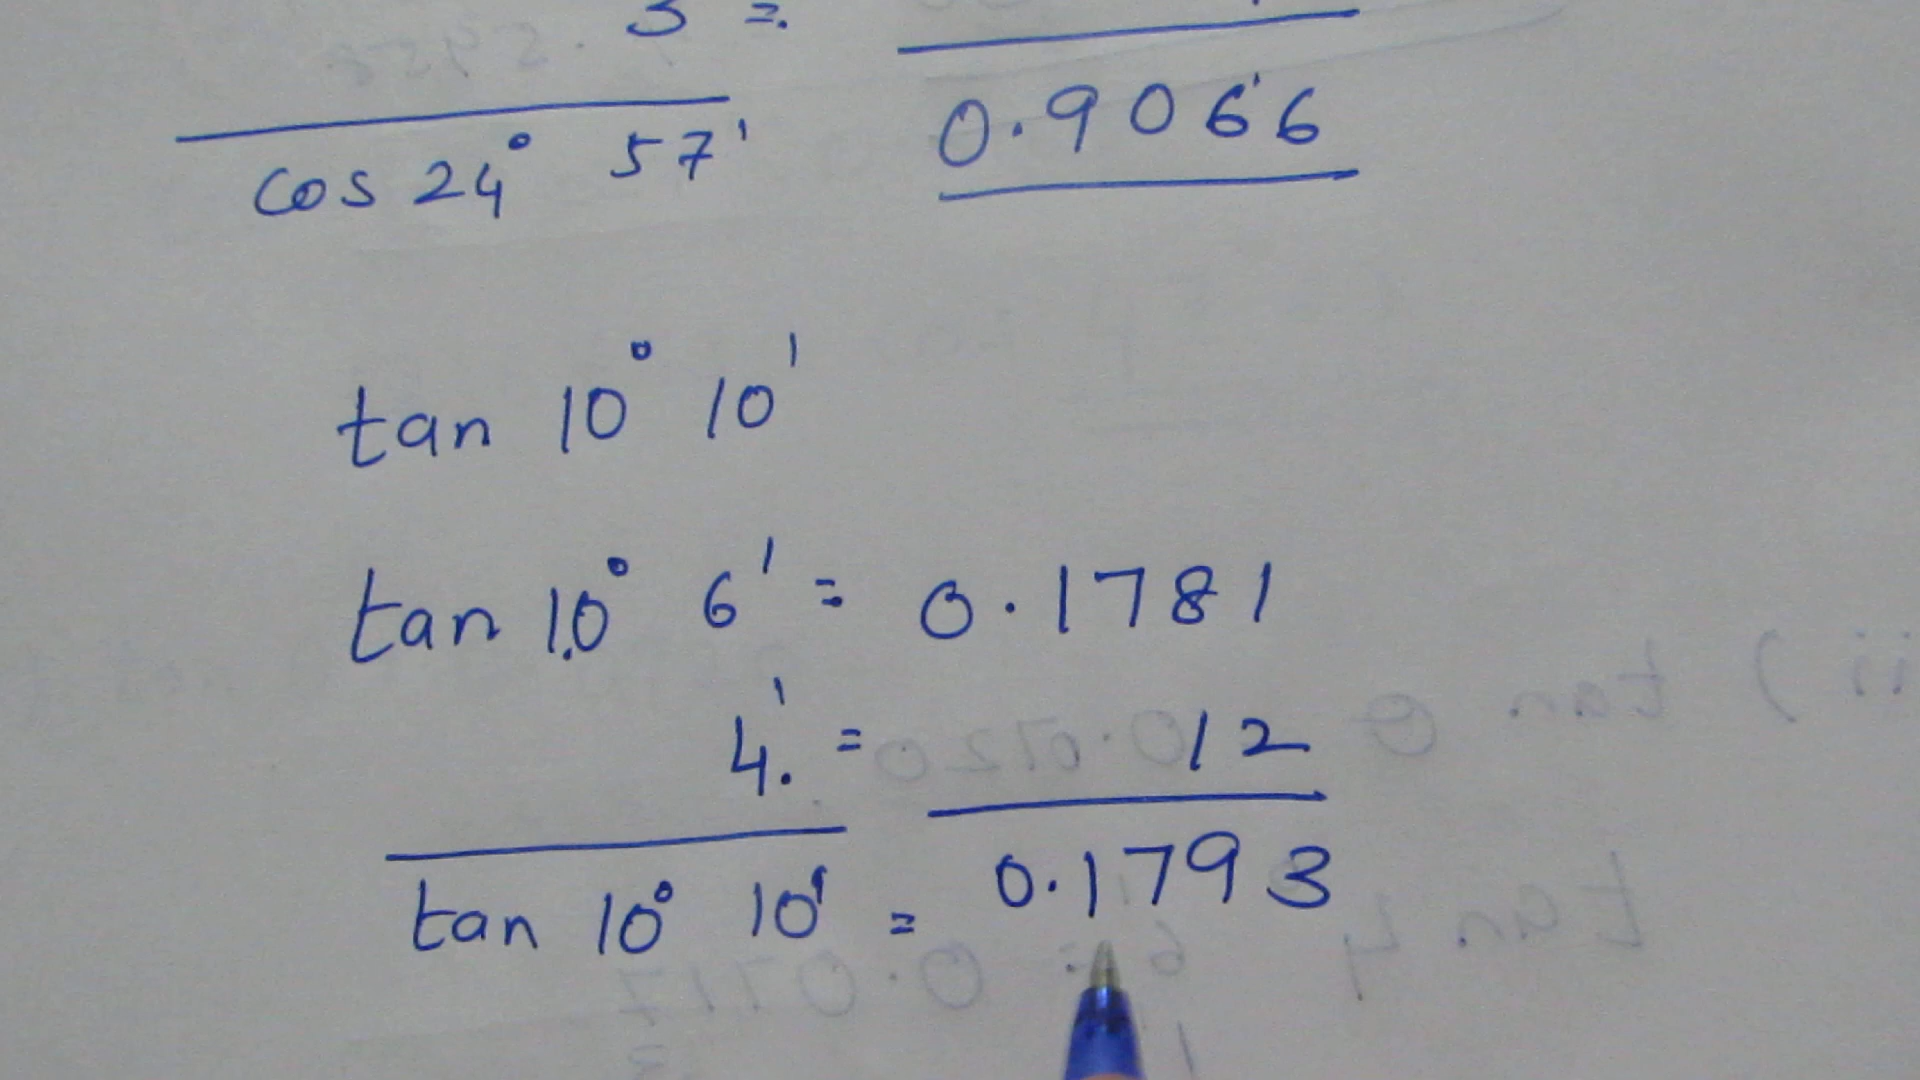 3 =
0.9066
cos 24° 57'
tan 10° 10'
tan 10° 6' = 0.1781
4' = 12
tan 10° 10' = 0.1793